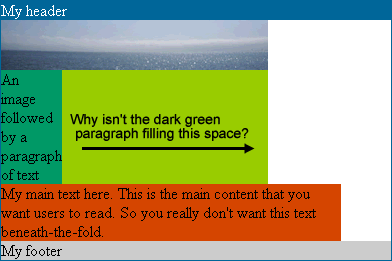 My header
An
image
followed
by a
paragraph
of text
Why isn't the dark green
paragraph filling this space?
My main text here. This is the main content that you
want users to read. So you really don't want this text
beneath-the-fold.
My footer